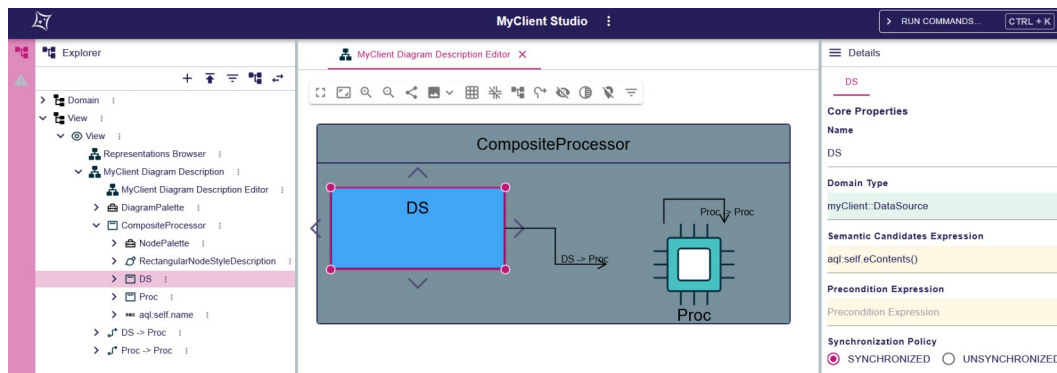 MyClient Studio
RUN COMMANDS...
CTRL + K
Explorer
Domain
View
View
Representations Browser
MyClient Diagram Description
MyClient Diagram Description Editor
DiagramPalette
CompositeProcessor
NodePalette
RectangularNodeStyleDescription
DS
Proc
aql:self.name
DS -> Proc
Proc -> Proc
MyClient Diagram Description Editor
CompositeProcessor
DS
Proc -> Proc
DS -> Proc
Proc
Details
DS
Core Properties
Name
DS
Domain Type
myClient::DataSource
Semantic Candidates Expression
aql:self.eContents()
Precondition Expression
Precondition Expression
Synchronization Policy
SYNCHRONIZED
UNSYNCHRONIZED